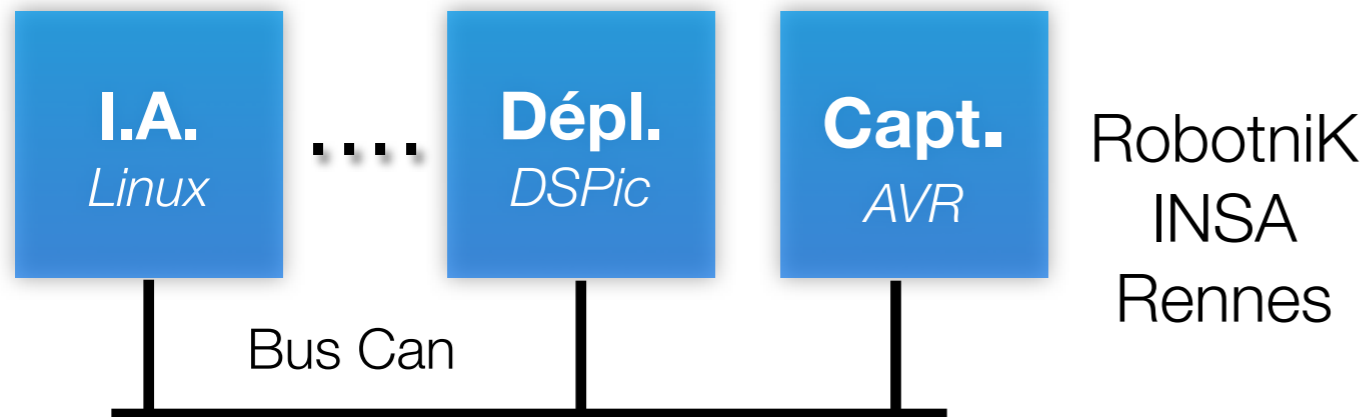 I.A.
Linux
....
Dépl.
DSPic
Capt.
AVR
RobotniK
INSA
Rennes
Bus Can